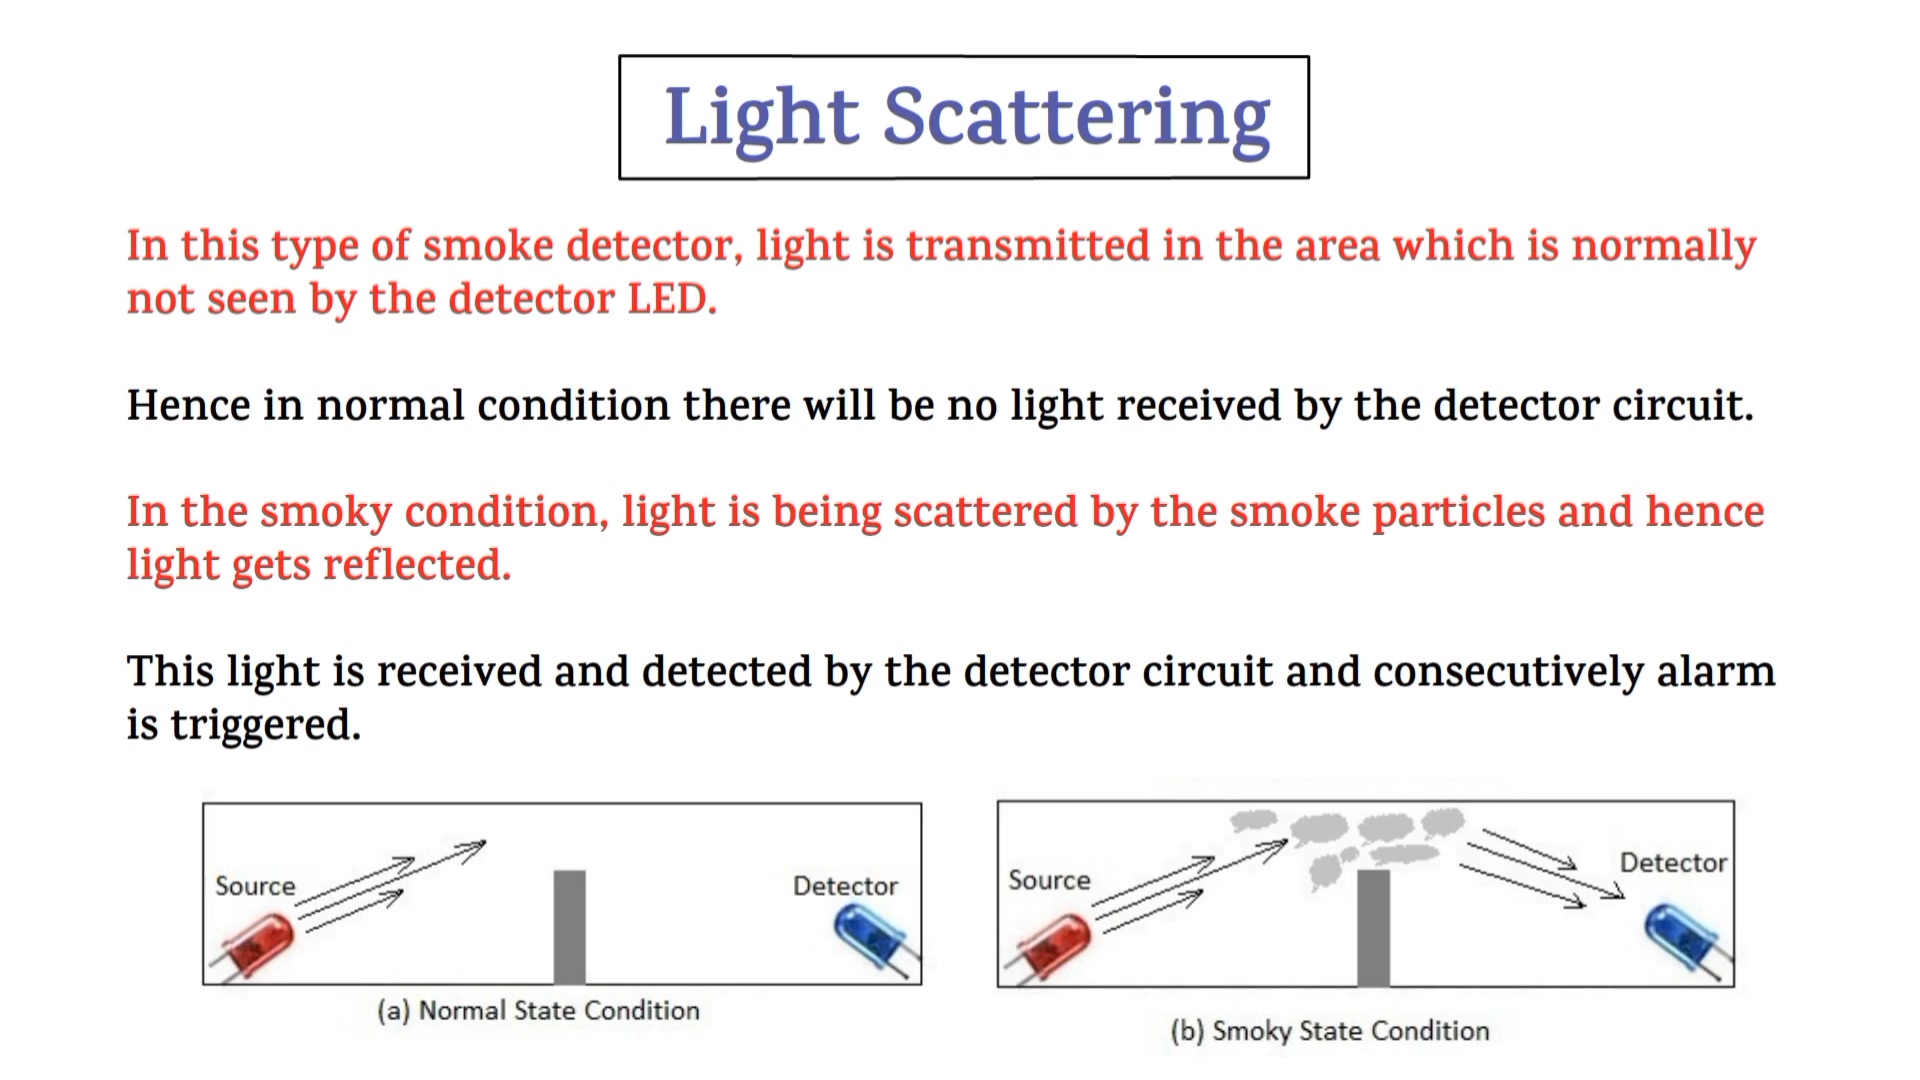 Light Scattering
In this type of smoke detector, light is transmitted in the area which is normally
not seen by the detector LED.
Hence in normal condition there will be no light received by the detector circuit.
In the smoky condition, light is being scattered by the smoke particles and hence
light gets reflected.
This light is received and detected by the detector circuit and consecutively alarm
is triggered.
Source
Detector
(a) Normal State Condition
Source
Detector
(b) Smoky State Condition